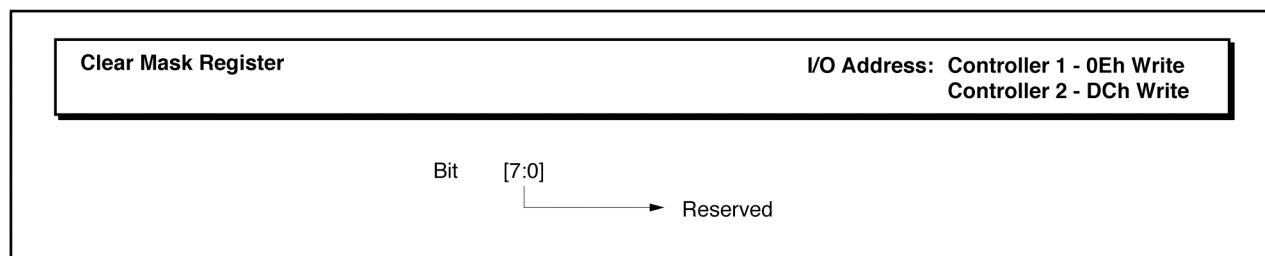 Clear Mask Register
I/O Address: Controller 1 - 0Eh Write
Controller 2 - DCh Write
Bit [7:0]
Reserved